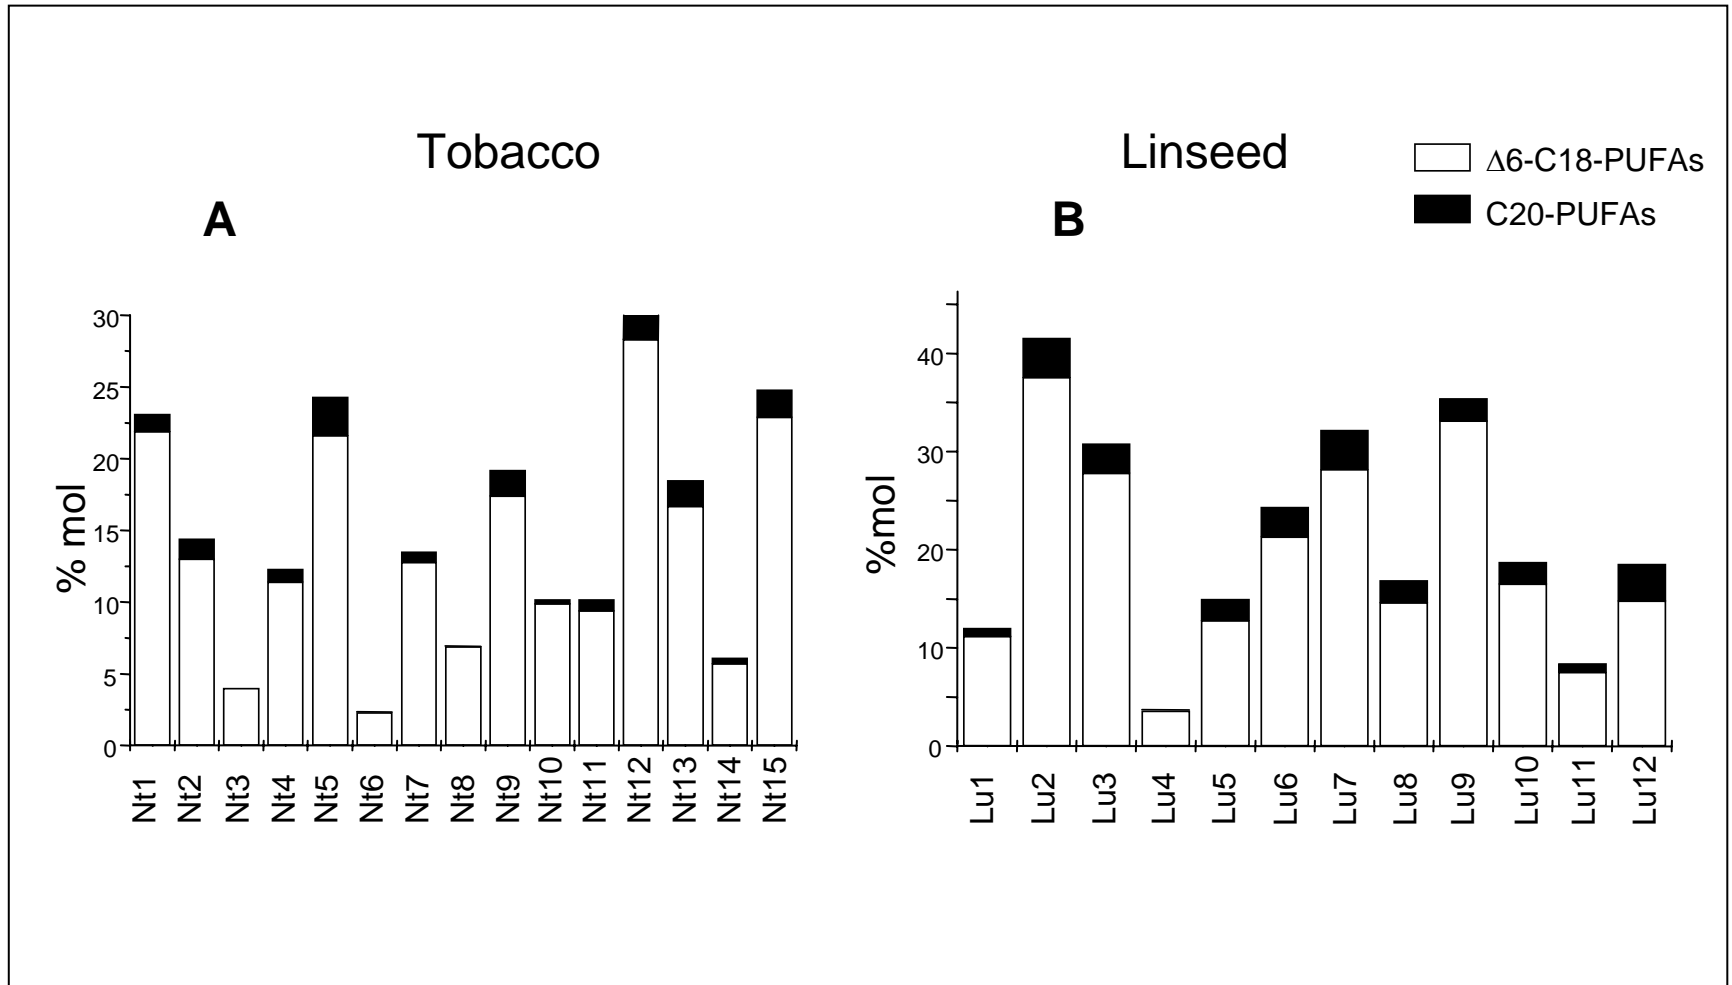 Tobacco
Linseed
Δ6-C18-PUFAs
C20-PUFAs
A
B
% mol
30
25
20
15
10
5
0
Nt1
Nt2
Nt3
Nt4
Nt5
Nt6
Nt7
Nt8
Nt9
Nt10
Nt11
Nt12
Nt13
Nt14
Nt15
%mol
40
30
20
10
0
Lu1
Lu2
Lu3
Lu4
Lu5
Lu6
Lu7
Lu8
Lu9
Lu10
Lu11
Lu12